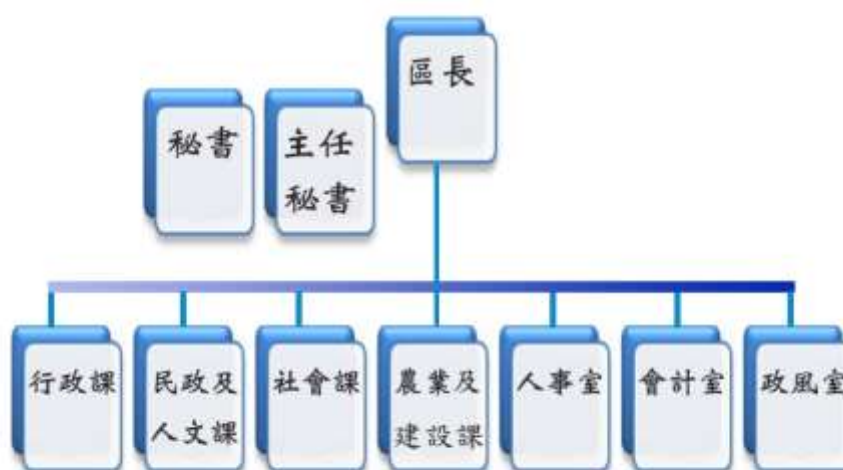 區長
秘書
主任
秘書
行政課
民政及
人文課
社會課
農業及
建設課
人事室
會計室
政風室